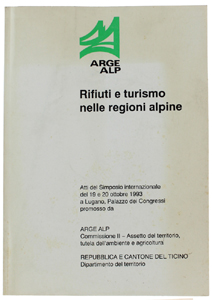 ARGE
ALP
Rifiuti e turismo
nelle regioni alpine
Atti del Simposio internazionale
del 19 e 20 ottobre 1993
a Lugano, Palazzo dei Congressi
promosso da
ARGE ALP
Commissione II – Assetto del territorio,
tutela dell'ambiente e agricoltura
REPUBBLICA E CANTONE DEL TICINO
Dipartimento del territorio